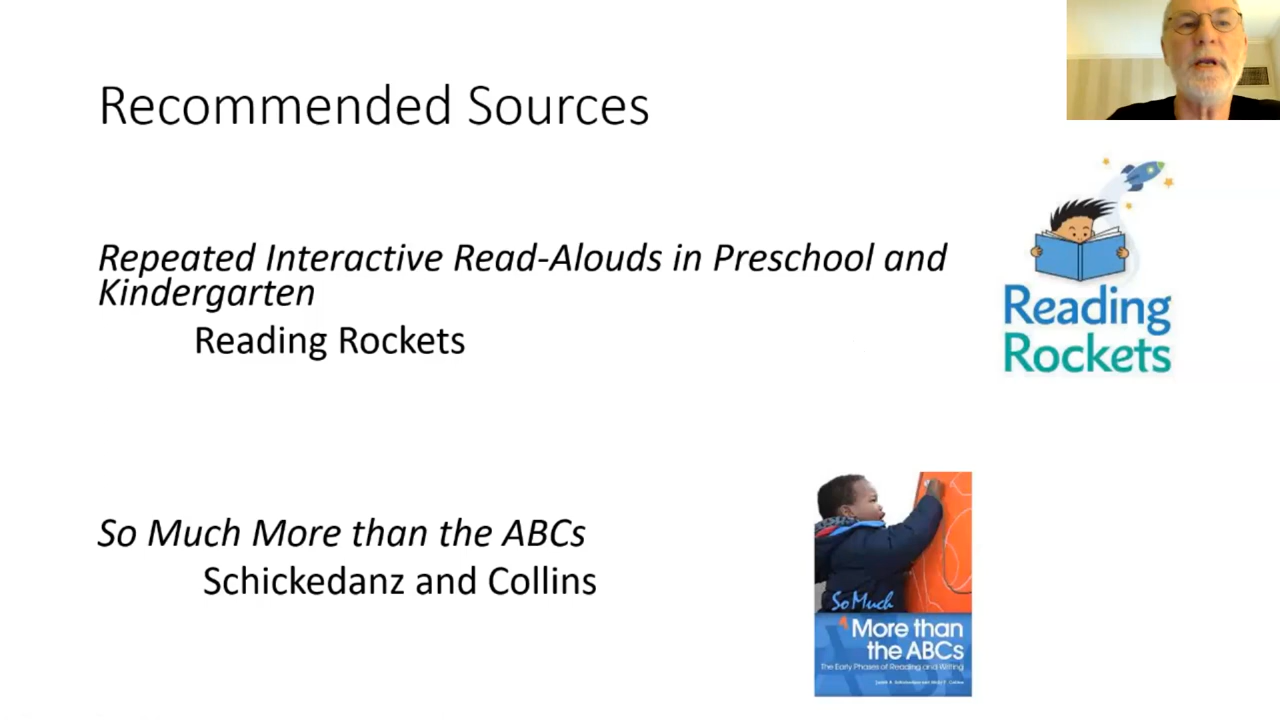 Recommended Sources
Repeated Interactive Read-Alouds in Preschool and
Kindergarten
Reading Rockets
Reading
Rockets
So Much More than the ABCs
Schickedanz and Collins
So Much
More than
the ABCs
The Early Phases of Reading and Writing